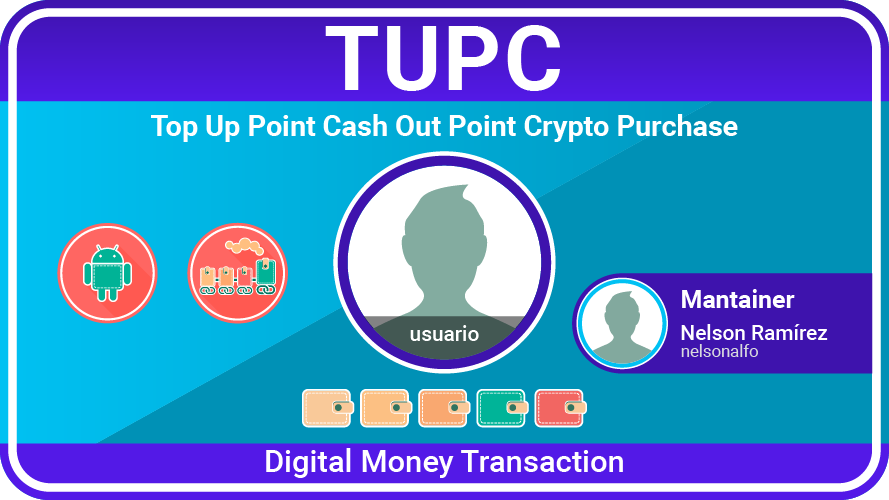 TUPC
Top Up Point Cash Out Point Crypto Purchase
usuario
Mantainer
Nelson Ramírez
nelsonalfo
Digital Money Transaction